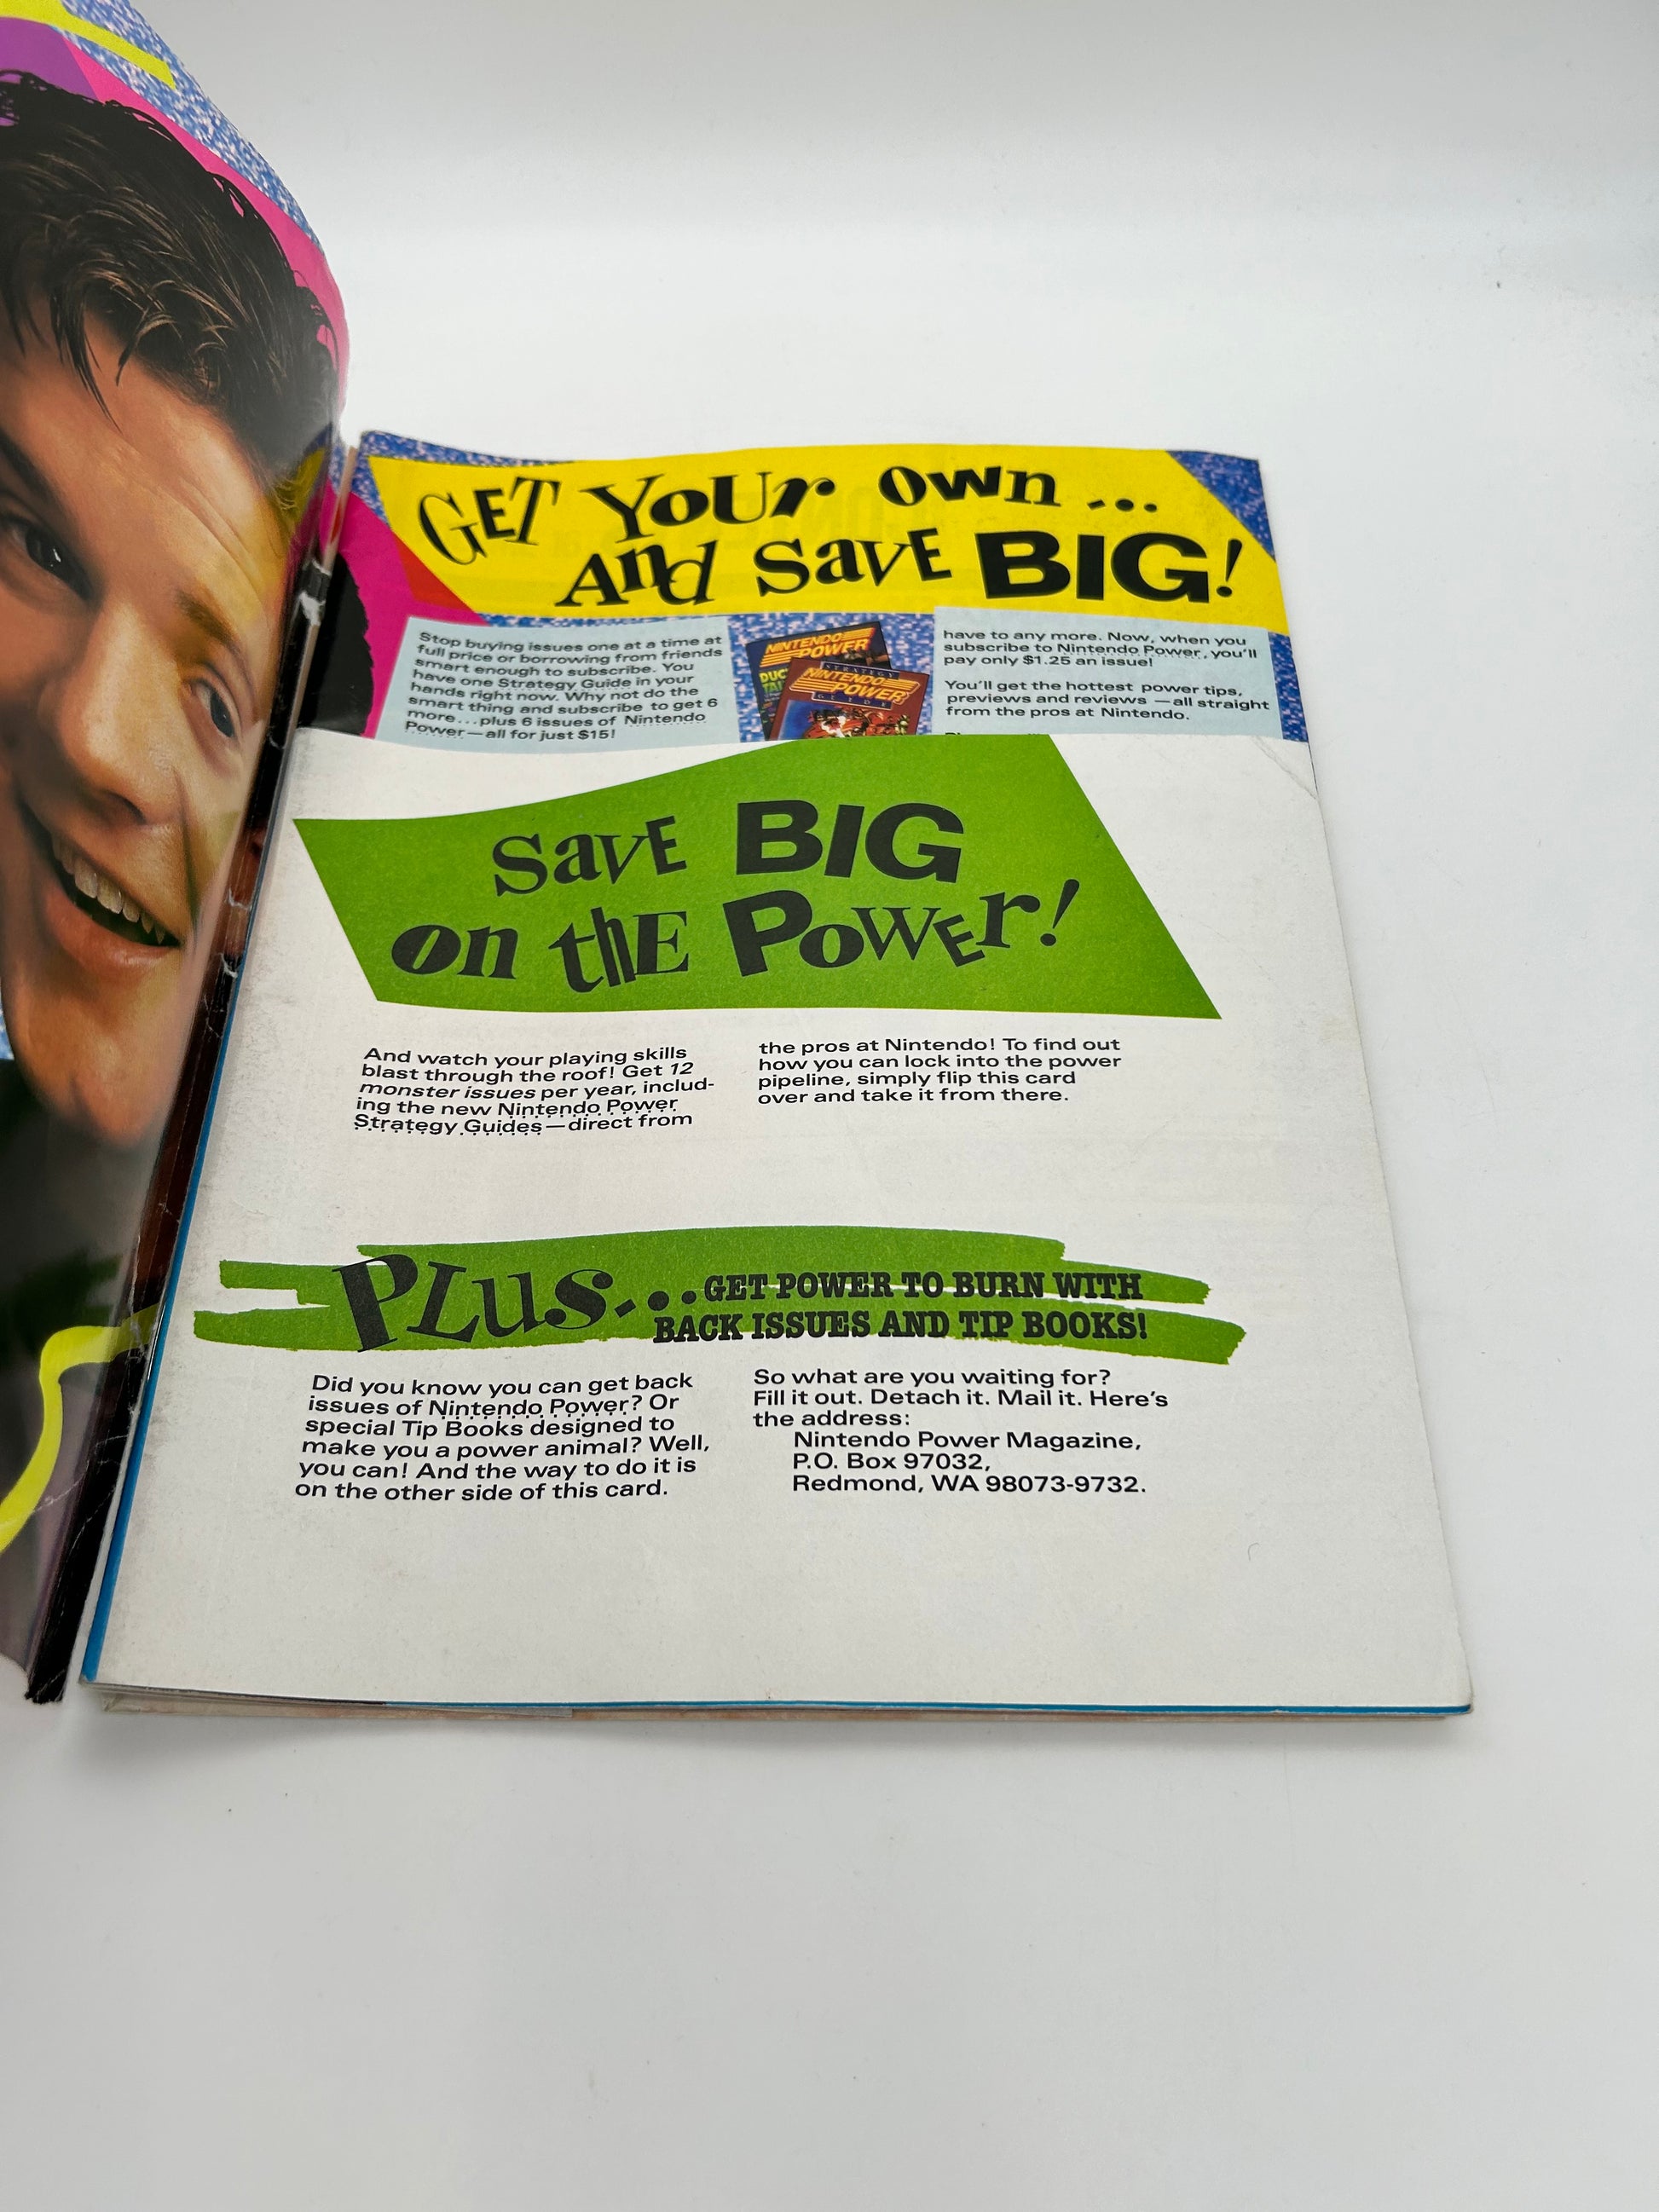 GET YoUr own ...
And SavE BIG!
Stop buying issues one at a time at
full price or borrowing from friends
smart enough to subscribe. You
have one Strategy Guide in your
hands right now. Why not do the
smart thing and subscribe to get 6
more...plus 6 issues of Nintendo
Power—all for just $15!
NINTENDO
POWER
DUC
TAL
STRATEGY
NINTENDO
POWER
GUIDE
have to any more. Now, when you
subscribe to Nintendo Power, you'll
pay only $1.25 an issue!
You'll get the hottest power tips,
previews and reviews —all straight
from the pros at Nintendo.
SavE BIG
on thE PoWEr!
And watch your playing skills
blast through the roof! Get 12
monster issues per year, includ-
ing the new Nintendo Power
Strategy Guides—direct from
the pros at Nintendo! To find out
how you can lock into the power
pipeline, simply flip this card
over and take it from there.
PLus...GET POWER TO BURN WITH
BACK ISSUES AND TIP BOOKS!
Did you know you can get back
issues of Nintendo Power? Or
special Tip Books designed to
make you a power animal? Well,
you can! And the way to do it is
on the other side of this card.
So what are you waiting for?
Fill it out. Detach it. Mail it. Here's
the address:
Nintendo Power Magazine,
P.O. Box 97032,
Redmond, WA 98073-9732.